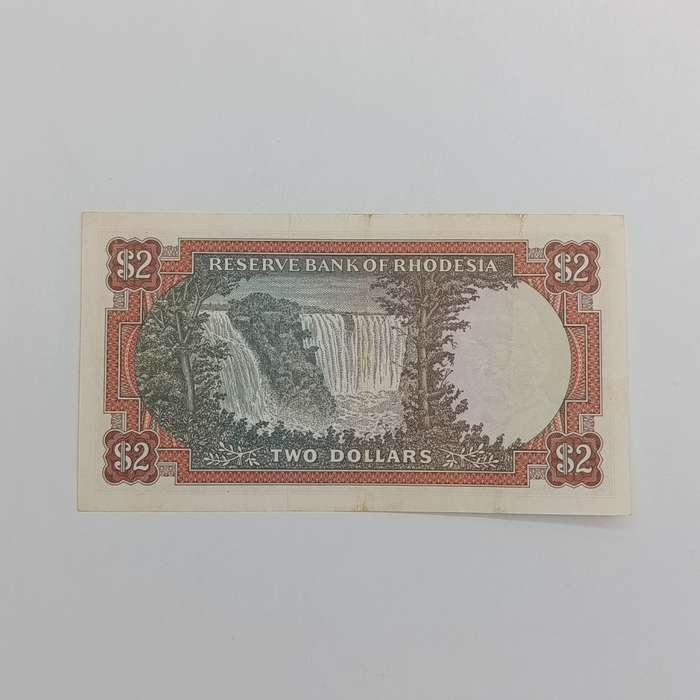 $2 $2
RESERVE BANK OF RHODESIA
$2 $2
TWO DOLLARS